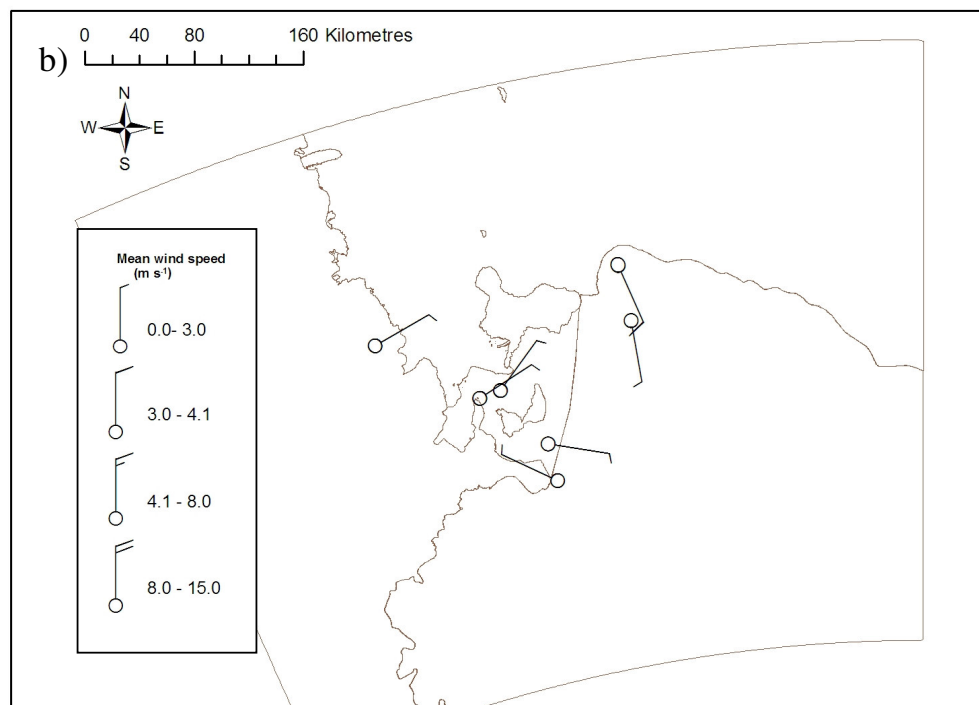 b)
0 40 80 160 Kilometres
N
W E
S
Mean wind speed
(m s⁻¹)
0.0- 3.0
3.0 - 4.1
4.1 - 8.0
8.0 - 15.0